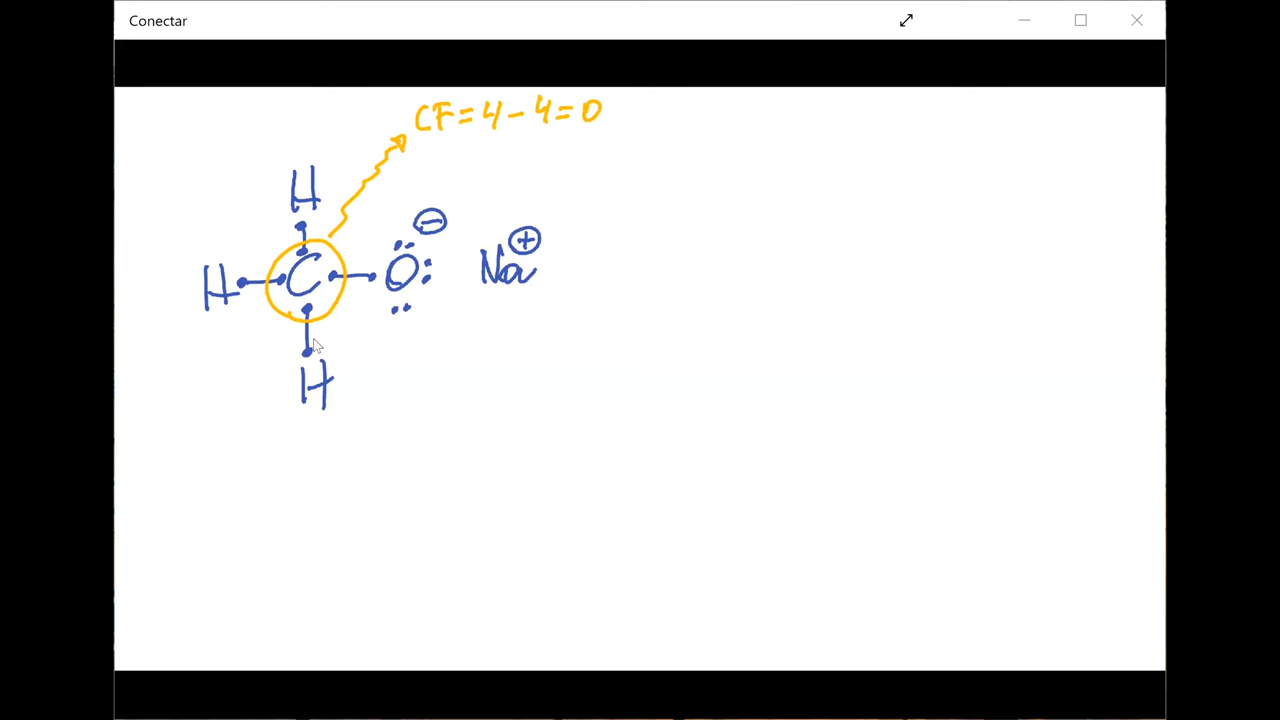 Conectar
CF = 4 - 4 = 0
H
H C O ⊖ Na ⊕
H